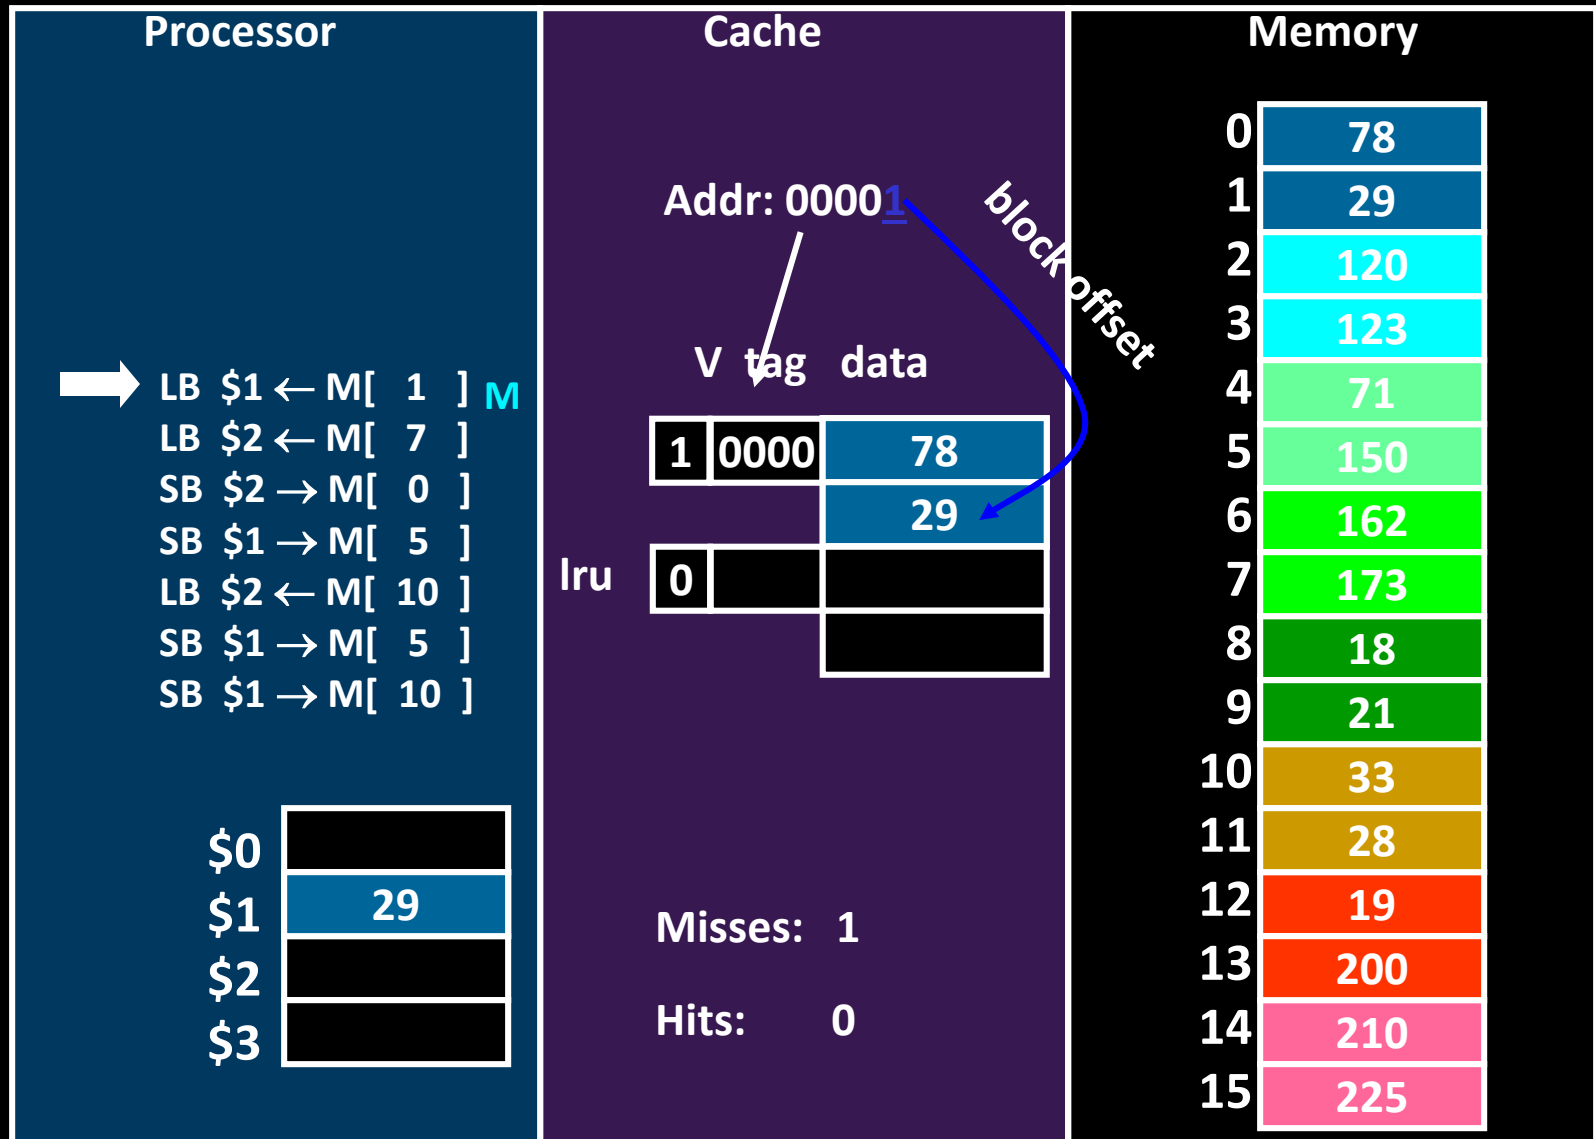 Processor
LB $1 ← M[ 1 ] M
LB $2 ← M[ 7 ]
SB $2 → M[ 0 ]
SB $1 → M[ 5 ]
LB $2 ← M[ 10 ]
SB $1 → M[ 5 ]
SB $1 → M[ 10 ]
$0
$1 29
$2
$3
Cache
Addr: 00001
block offset
V tag data
1 0000 78
29
lru 0
Misses: 1
Hits: 0
Memory
0 78
1 29
2 120
3 123
4 71
5 150
6 162
7 173
8 18
9 21
10 33
11 28
12 19
13 200
14 210
15 225